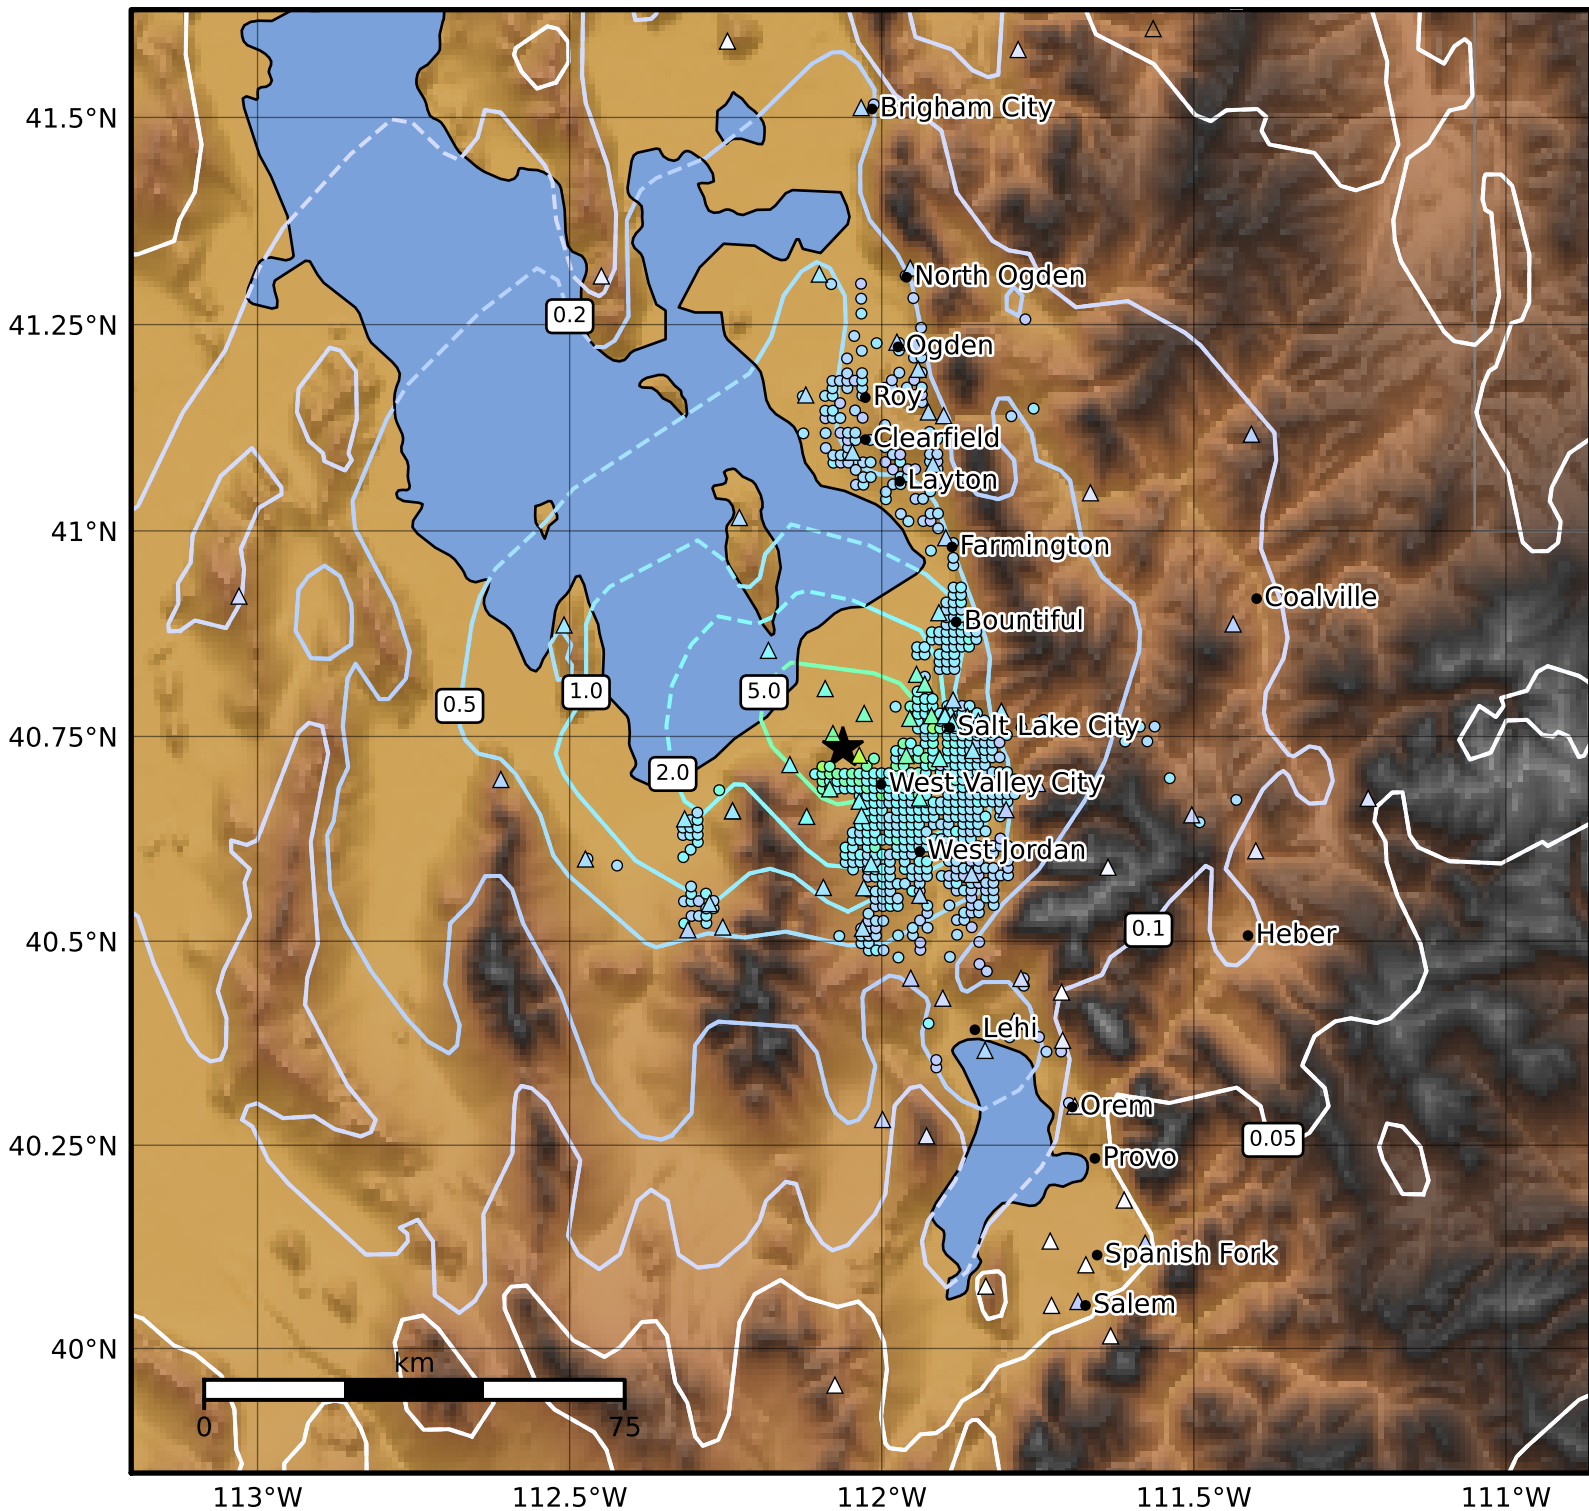 41.5°N
Brigham City
North Ogden
0.2
41.25°N
Ogden
Roy
Clearfield
Layton
41°N
Farmington
Coalville
Bountiful
0.5
1.0
5.0
40.75°N
Salt Lake City
2.0
West Valley City
West Jordan
0.1
40.5°N
Heber
Lehi
Orem
0.05
40.25°N
Provo
Spanish Fork
Salem
40°N
km
0
75
113°W
112.5°W
112°W
111.5°W
111°W